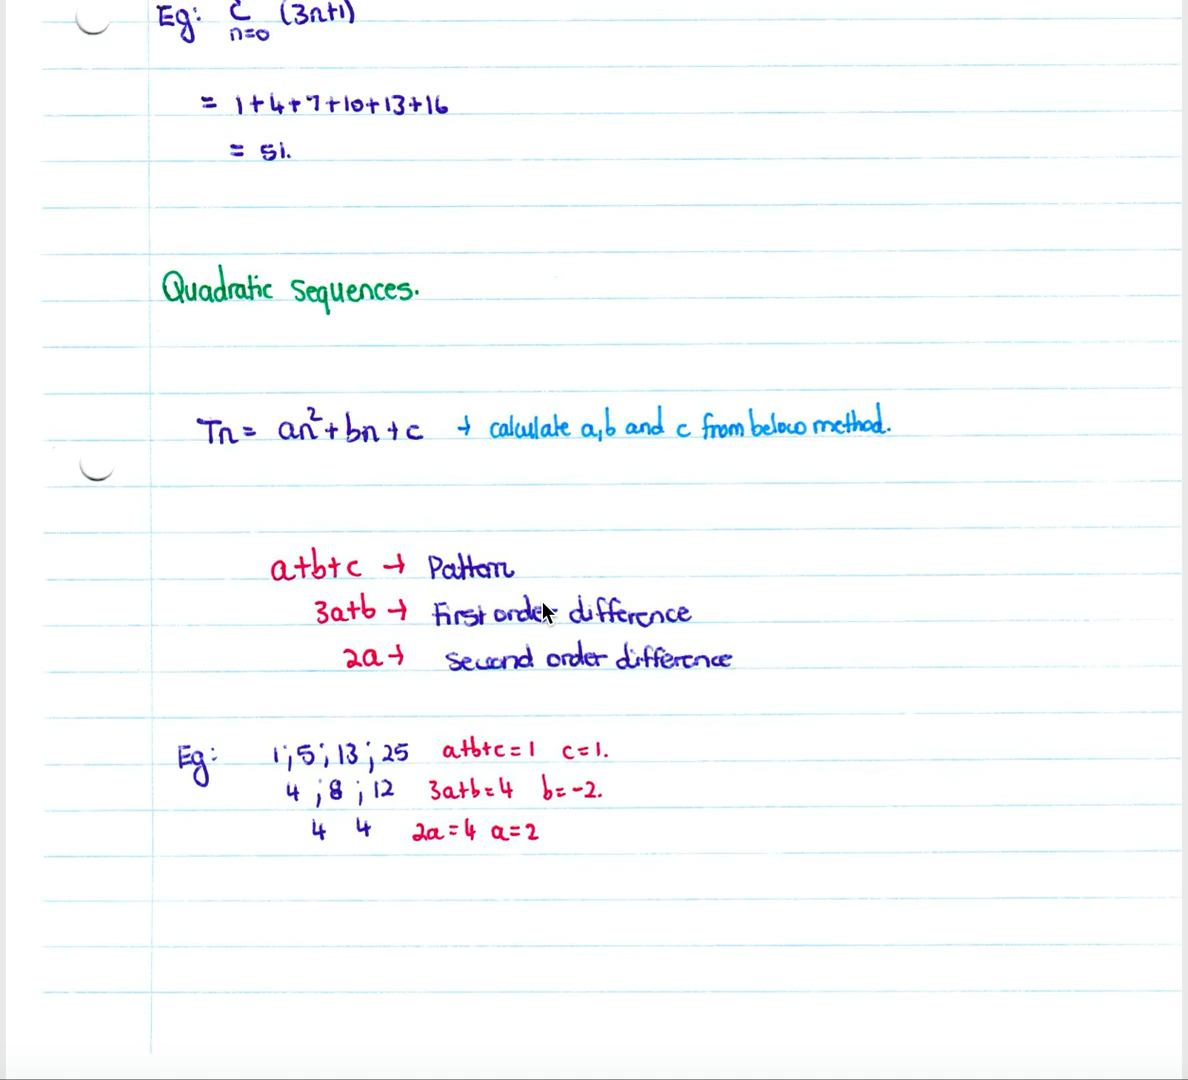 Eg: Σ (3n+1)
n=0
= 1+4+7+10+13+16
= 51.
Quadratic Sequences.
Tn = an²+bn+c → calculate a,b and c from below method.
a+b+c → Pattern
3a+b → First order difference
2a → second order difference
Eg: 1;5;13;25 a+b+c=1 c=1.
4;8;12 3a+b=4 b=-2.
4 4 2a=4 a=2